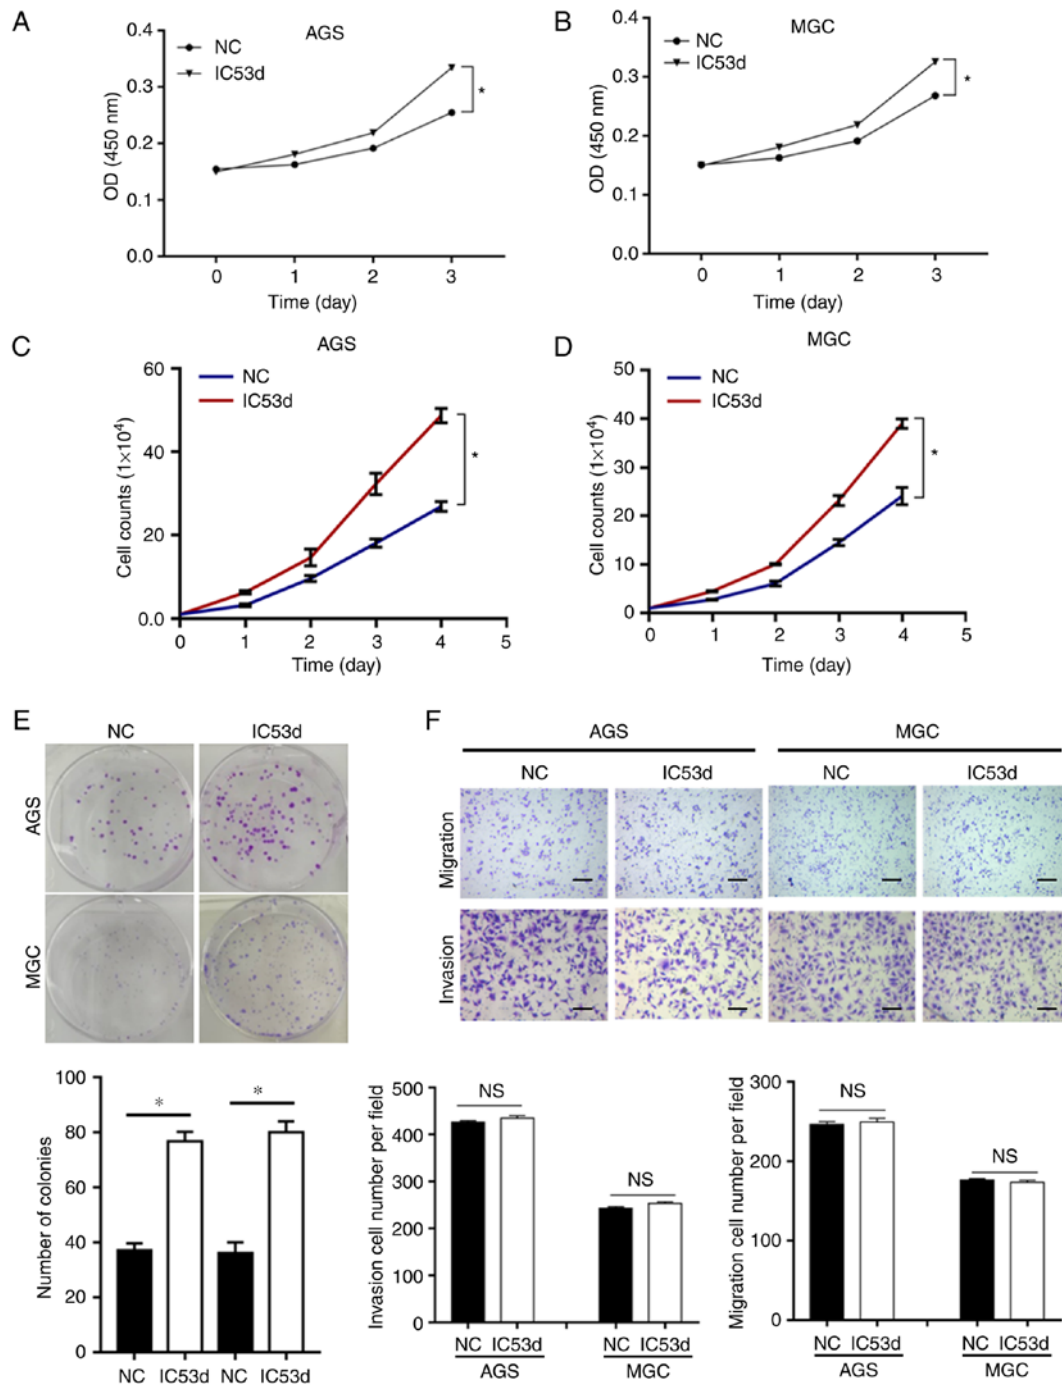 A
AGS
NC
IC53d
OD (450 nm)
0.4
0.3
0.2
0.1
0.0
*
0 1 2 3
Time (day)
B
MGC
NC
IC53d
OD (450 nm)
0.4
0.3
0.2
0.1
0.0
*
0 1 2 3
Time (day)
C
AGS
NC
IC53d
Cell counts (1×10⁴)
60
40
20
0.0
*
0 1 2 3 4 5
Time (day)
D
MGC
NC
IC53d
Cell counts (1×10⁴)
50
40
30
20
10
0
*
0 1 2 3 4 5
Time (day)
E
NC IC53d
AGS
MGC
Number of colonies
100
80
60
40
20
0
* *
NC IC53d NC IC53d
F
AGS MGC
NC IC53d NC IC53d
Migration
Invasion
Invasion cell number per field
500
400
300
200
100
0
NS
NS
NC IC53d NC IC53d
AGS MGC
Migration cell number per field
300
200
100
0
NS
NS
NC IC53d NC IC53d
AGS MGC